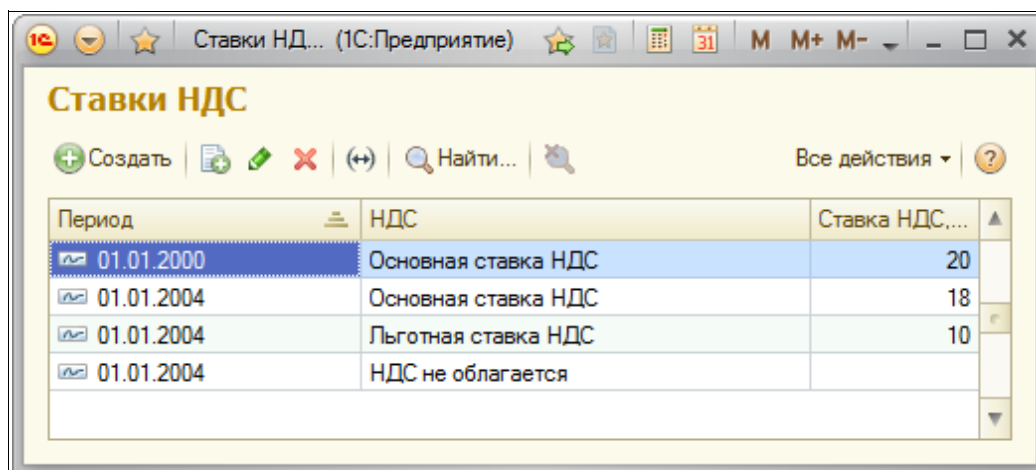 1С Ставки НД... (1С:Предприятие) 31 M M+ M-
Ставки НДС
Создать Найти... Все действия ?
Период НДС Ставка НДС,...
01.01.2000 Основная ставка НДС 20
01.01.2004 Основная ставка НДС 18
01.01.2004 Льготная ставка НДС 10
01.01.2004 НДС не облагается